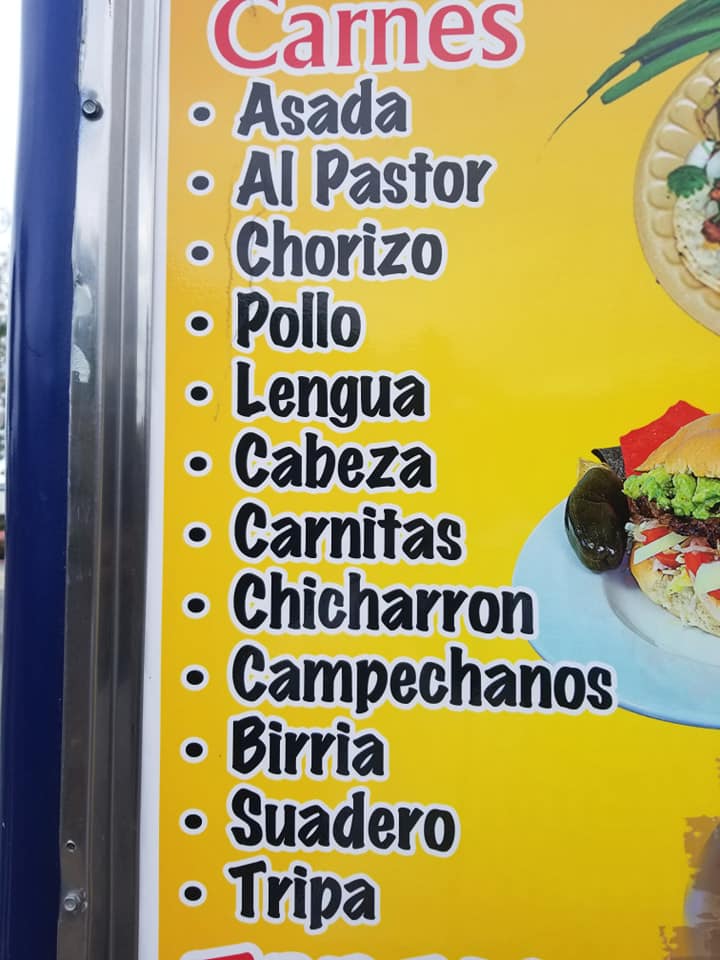 Carnes
• Asada
• Al Pastor
• Chorizo
• Pollo
• Lengua
• Cabeza
• Carnitas
• Chicharron
• Campechanos
• Birria
• Suadero
• Tripa